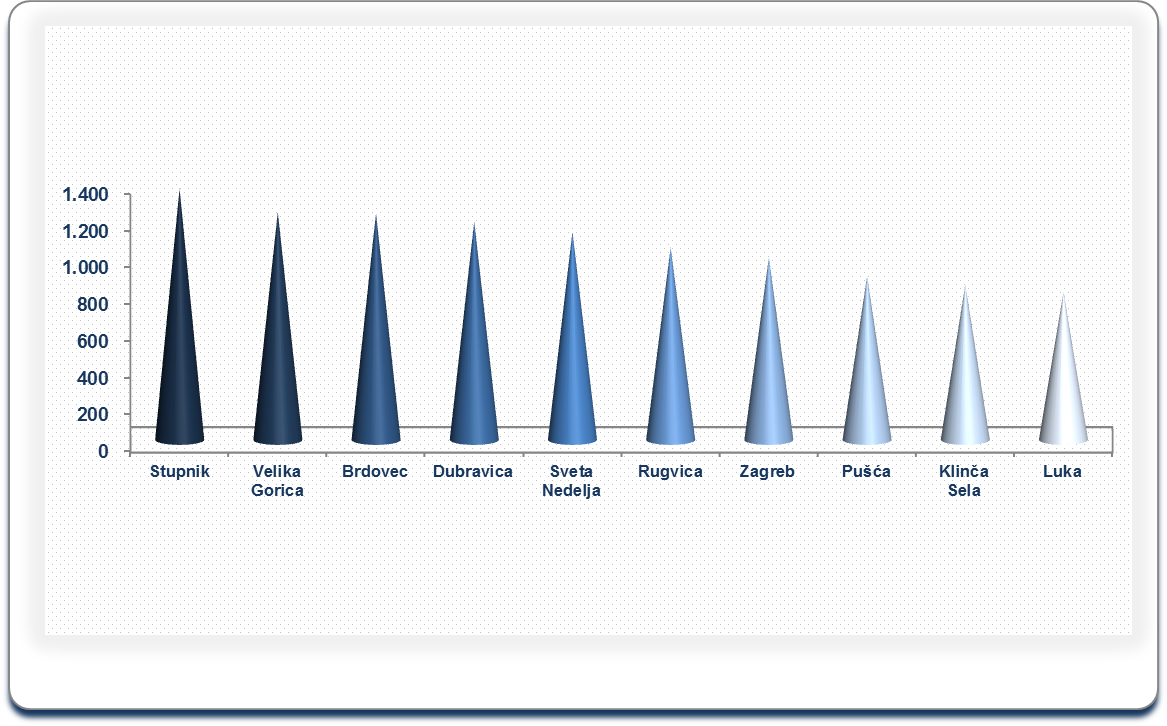 1.400
1.200
1.000
800
600
400
200
0
Stupnik
Velika
Gorica
Brdovec
Dubravica
Sveta
Nedelja
Rugvica
Zagreb
Pušća
Klinča
Sela
Luka